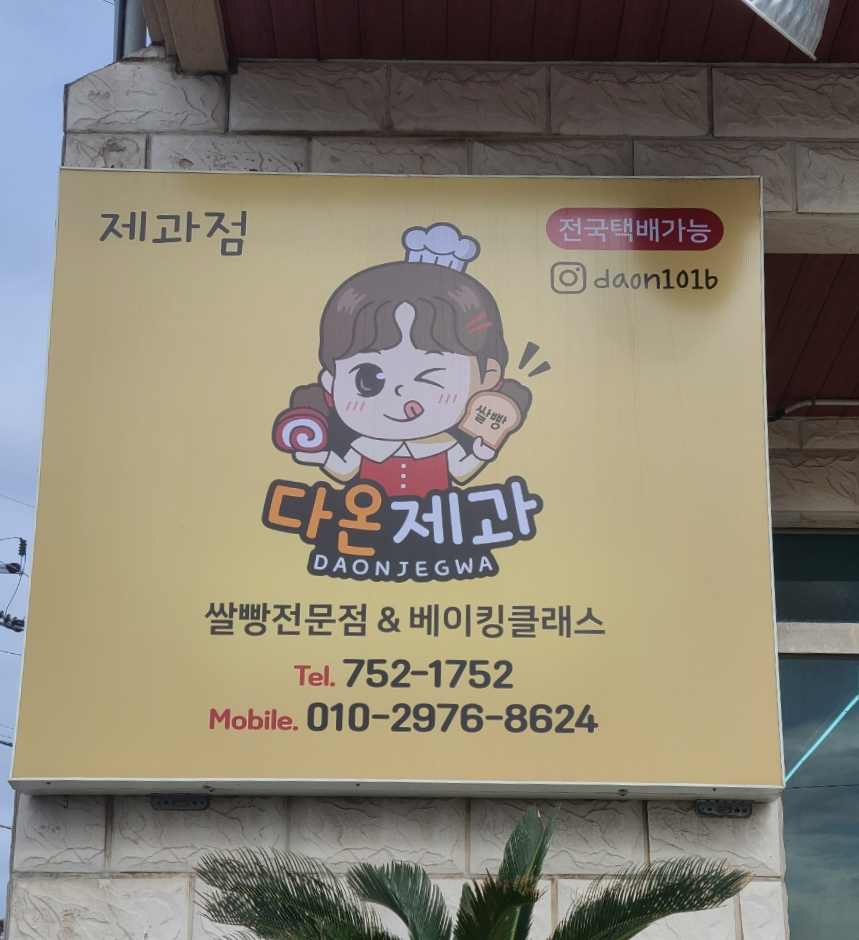 제과점
전국택배가능
daon101b
쌀빵
다온제과
DAONJEGWA
쌀빵전문점 & 베이킹클래스
Tel. 752-1752
Mobile. 010-2976-8624